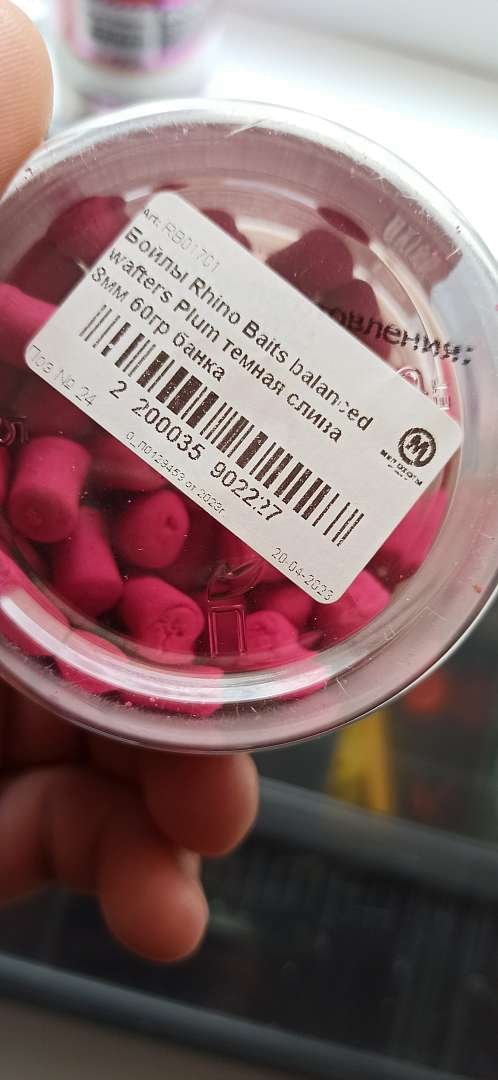 Art: RB01701
Бойлы Rhino Baits balanced
wafters Plum темная слива
8мм 60гр банка
Поз № 24
2 200035 902227
20-04-2023
овления: